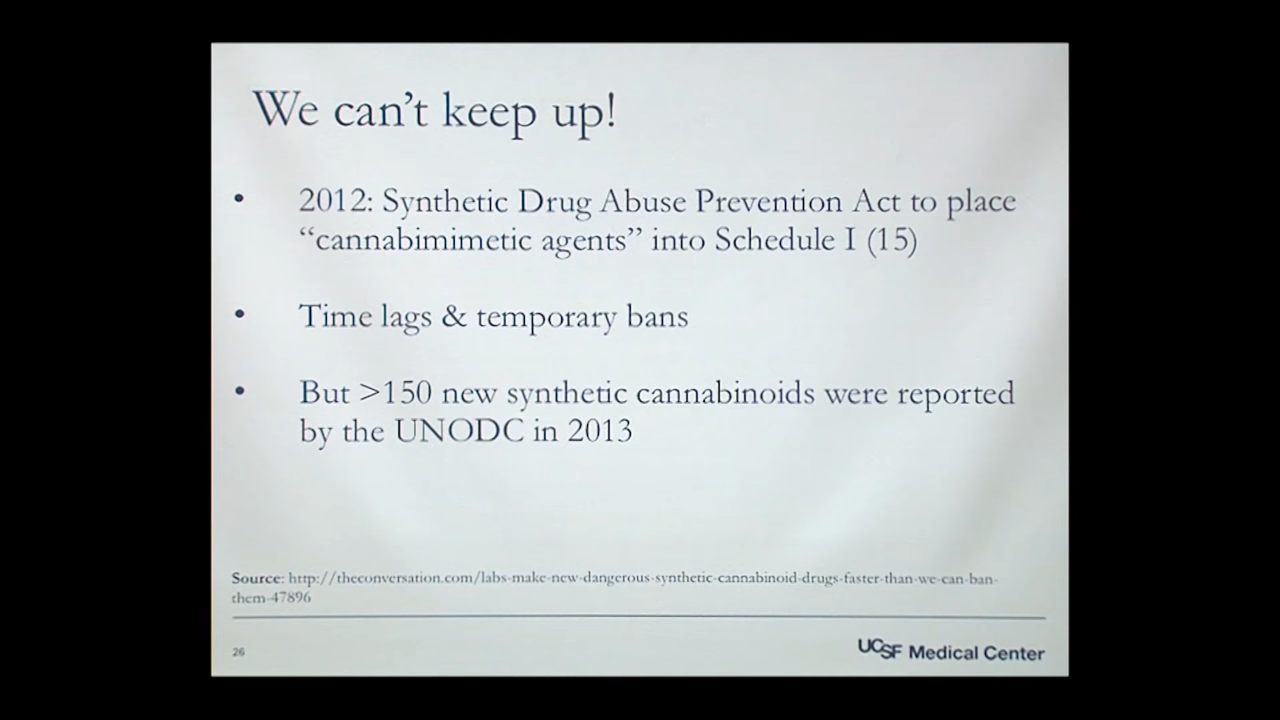 We can't keep up!
• 2012: Synthetic Drug Abuse Prevention Act to place
“cannabimimetic agents” into Schedule I (15)
• Time lags & temporary bans
• But >150 new synthetic cannabinoids were reported
by the UNODC in 2013
Source: http://theconversation.com/labs-make-new-dangerous-synthetic-cannabinoid-drugs-faster-than-we-can-ban-
them-47896
26
UCSF Medical Center